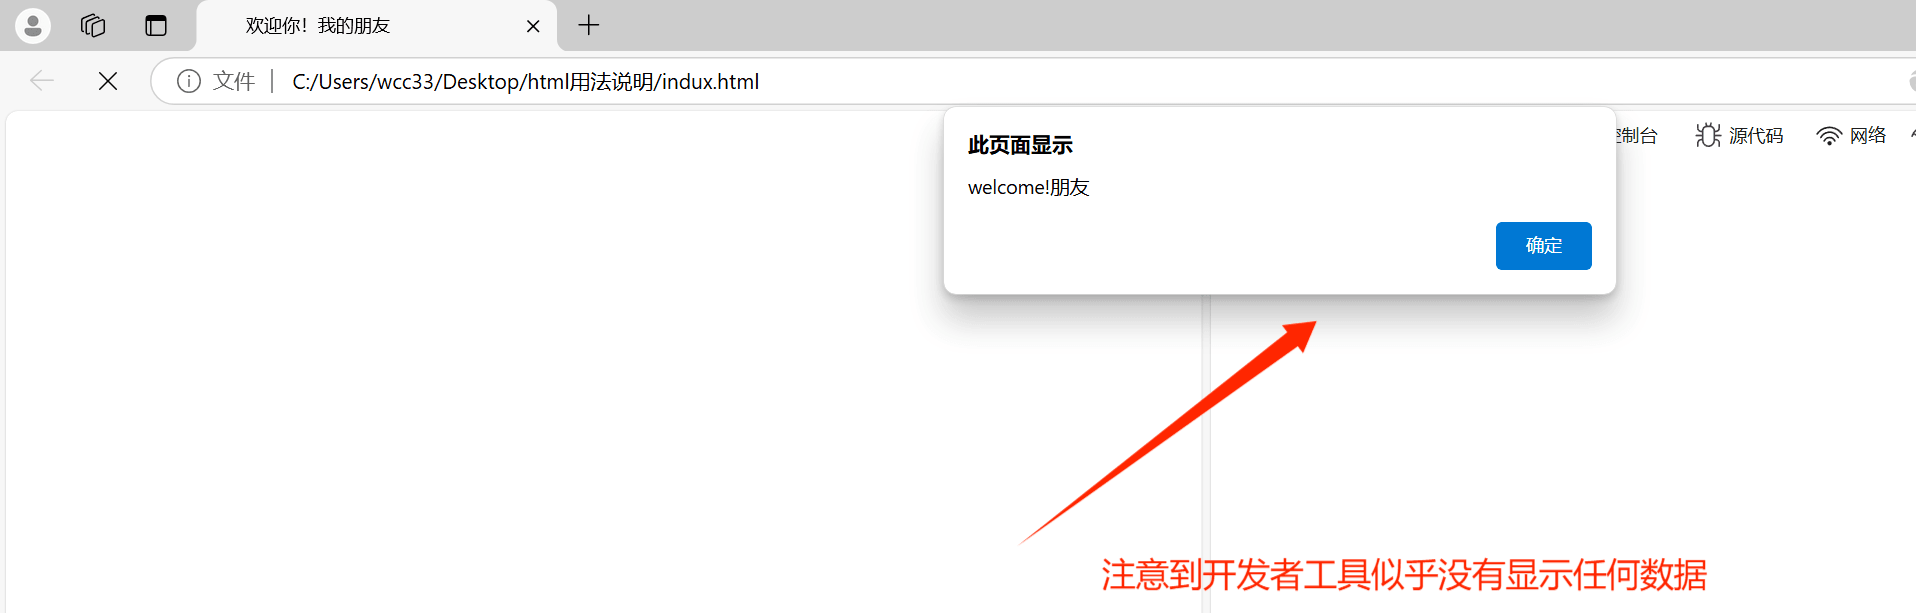 欢迎你！我的朋友
文件 C:/Users/wcc33/Desktop/html用法说明/indux.html
此页面显示
welcome!朋友
确定
控制台 源代码 网络
注意到开发者工具似乎没有显示任何数据